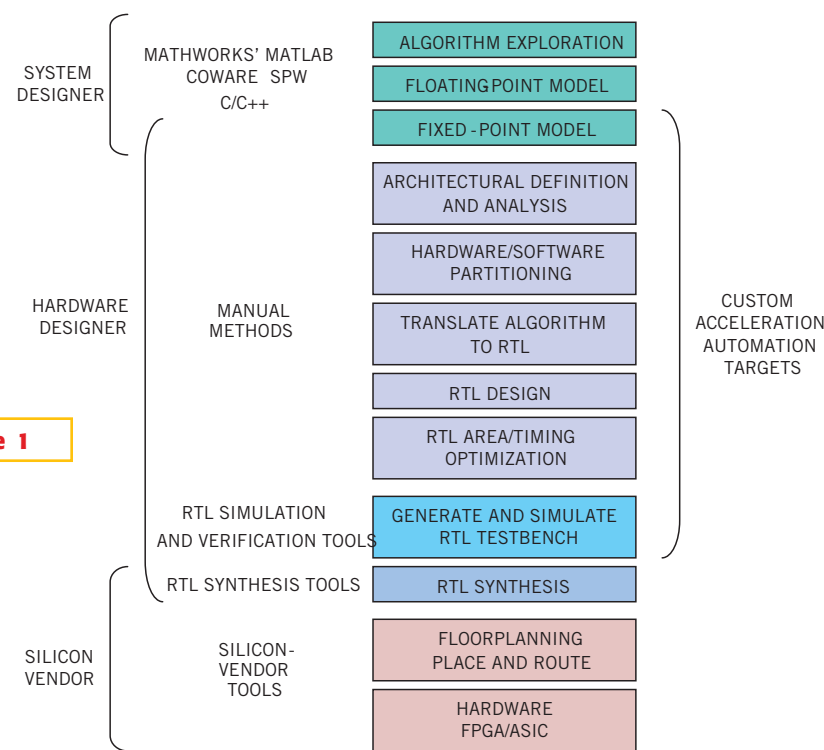 SYSTEM
DESIGNER
MATHWORKS' MATLAB
COWARE SPW
C/C++
ALGORITHM EXPLORATION
FLOATINGPOINT MODEL
FIXED-POINT MODEL
HARDWARE
DESIGNER
MANUAL
METHODS
ARCHITECTURAL DEFINITION
AND ANALYSIS
HARDWARE/SOFTWARE
PARTITIONING
TRANSLATE ALGORITHM
TO RTL
RTL DESIGN
RTL AREA/TIMING
OPTIMIZATION
CUSTOM
ACCELERATION
AUTOMATION
TARGETS
e 1
RTL SIMULATION
AND VERIFICATION TOOLS
GENERATE AND SIMULATE
RTL TESTBENCH
RTL SYNTHESIS TOOLS
RTL SYNTHESIS
SILICON
VENDOR
SILICON-
VENDOR
TOOLS
FLOORPLANNING
PLACE AND ROUTE
HARDWARE
FPGA/ASIC